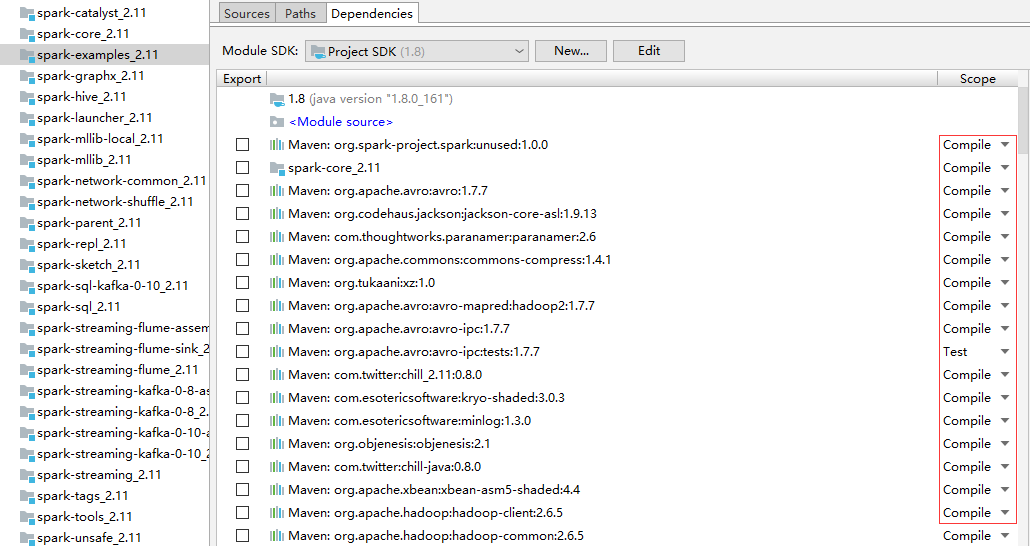 spark-catalyst_2.11
spark-core_2.11
spark-examples_2.11
spark-graphx_2.11
spark-hive_2.11
spark-launcher_2.11
spark-mllib-local_2.11
spark-mllib_2.11
spark-network-common_2.11
spark-network-shuffle_2.11
spark-parent_2.11
spark-repl_2.11
spark-sketch_2.11
spark-sql-kafka-0-10_2.11
spark-sql_2.11
spark-streaming-flume-assem
spark-streaming-flume-sink_2
spark-streaming-flume_2.11
spark-streaming-kafka-0-8-as
spark-streaming-kafka-0-8_2.
spark-streaming-kafka-0-10-a
spark-streaming-kafka-0-10_2
spark-streaming_2.11
spark-tags_2.11
spark-tools_2.11
spark-unsafe_2.11
Sources Paths Dependencies
Module SDK: Project SDK (1.8) New... Edit
Export Scope
1.8 (java version "1.8.0_161")
<Module source>
Maven: org.spark-project.spark:unused:1.0.0 Compile
spark-core_2.11 Compile
Maven: org.apache.avro:avro:1.7.7 Compile
Maven: org.codehaus.jackson:jackson-core-asl:1.9.13 Compile
Maven: com.thoughtworks.paranamer:paranamer:2.6 Compile
Maven: org.apache.commons:commons-compress:1.4.1 Compile
Maven: org.tukaani:xz:1.0 Compile
Maven: org.apache.avro:avro-mapred:hadoop2:1.7.7 Compile
Maven: org.apache.avro:avro-ipc:1.7.7 Compile
Maven: org.apache.avro:avro-ipc:tests:1.7.7 Test
Maven: com.twitter:chill_2.11:0.8.0 Compile
Maven: com.esotericsoftware:kryo-shaded:3.0.3 Compile
Maven: com.esotericsoftware:minlog:1.3.0 Compile
Maven: org.objenesis:objenesis:2.1 Compile
Maven: com.twitter:chill-java:0.8.0 Compile
Maven: org.apache.xbean:xbean-asm5-shaded:4.4 Compile
Maven: org.apache.hadoop:hadoop-client:2.6.5 Compile
Maven: org.apache.hadoop:hadoop-common:2.6.5 Compile